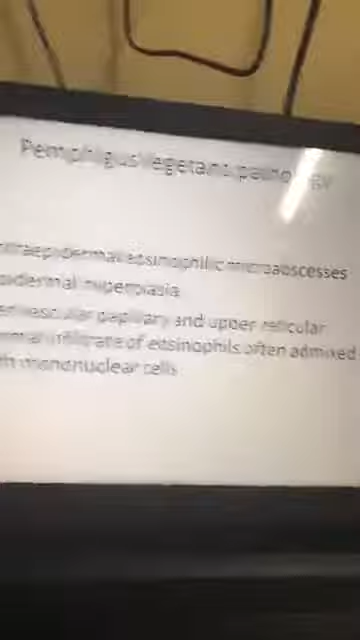 Pemphigus vegetans pathology
intraepidermal eosinophilic microabscesses
epidermal hyperplasia
perivascular papillary and upper reticular
infiltrate of eosinophils often admixed
mononuclear cells